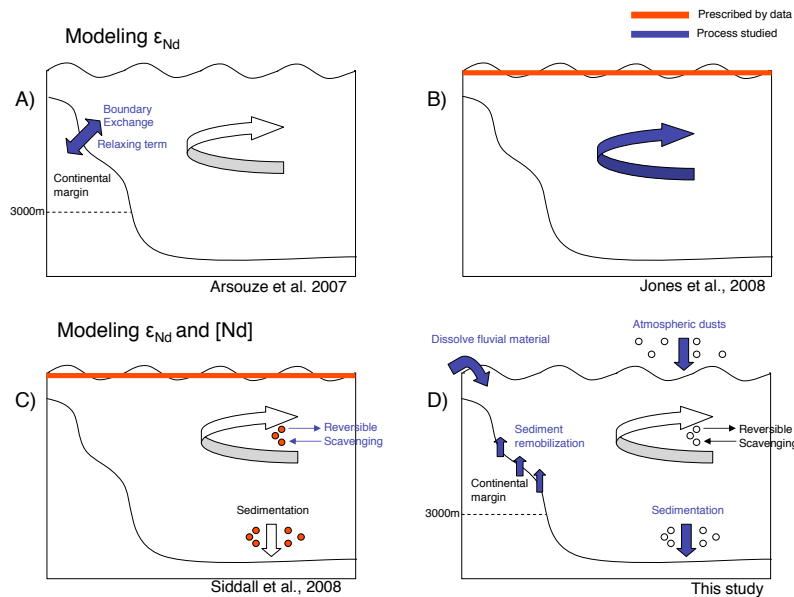 Modeling εNd
Prescribed by data
Process studied
A)
Boundary
Exchange
Relaxing term
Continental
margin
3000m
Arsouze et al. 2007
B)
Jones et al., 2008
Modeling εNd and [Nd]
C)
Reversible
Scavenging
Sedimentation
Siddall et al., 2008
Dissolve fluvial material
Atmospheric dusts
D)
Reversible
Scavenging
Sediment
remobilization
Continental
margin
3000m
Sedimentation
This study